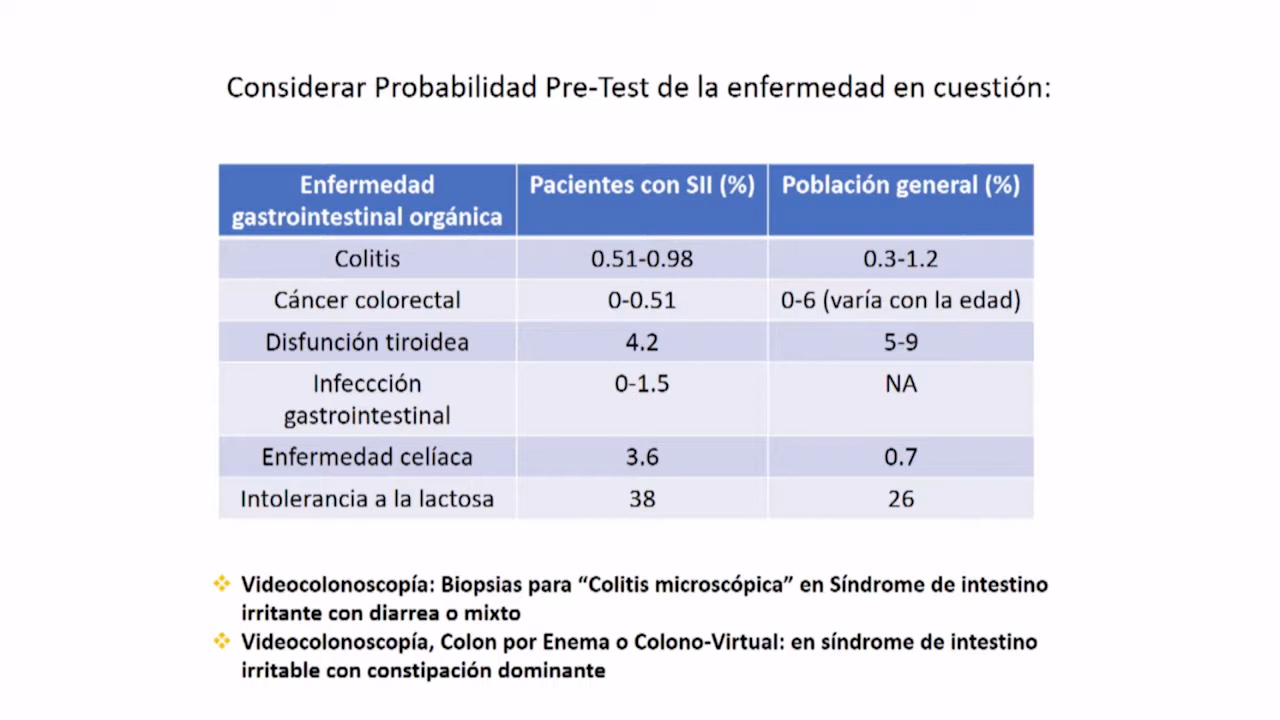 Considerar Probabilidad Pre-Test de la enfermedad en cuestión:
Enfermedad gastrointestinal orgánica	Pacientes con SII (%)	Población general (%)
Colitis	0.51-0.98	0.3-1.2
Cáncer colorectal	0-0.51	0-6 (varía con la edad)
Disfunción tiroidea	4.2	5-9
Infeccción gastrointestinal	0-1.5	NA
Enfermedad celíaca	3.6	0.7
Intolerancia a la lactosa	38	26
❖ Videocolonoscopía: Biopsias para “Colitis microscópica” en Síndrome de intestino
irritante con diarrea o mixto
❖ Videocolonoscopía, Colon por Enema o Colono-Virtual: en síndrome de intestino
irritable con constipación dominante